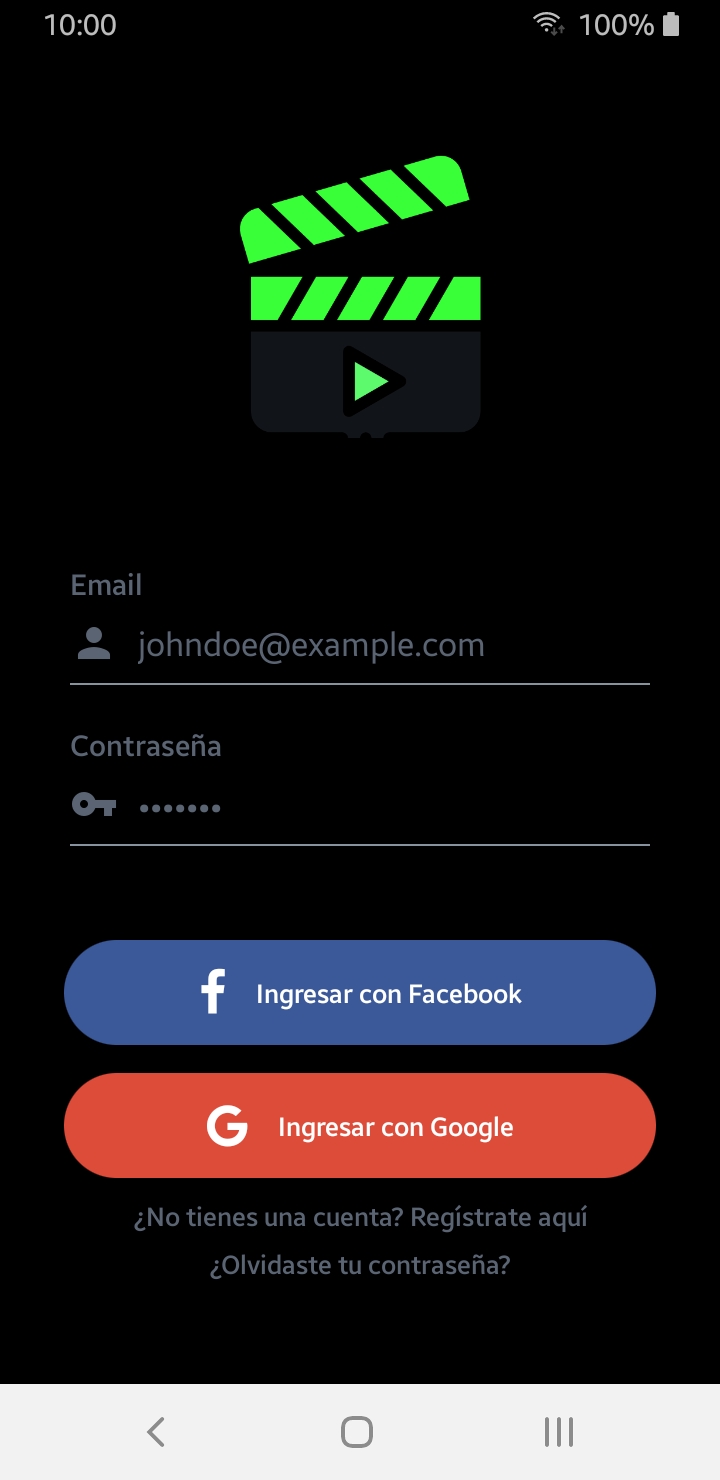 10:00
100%
Email
johndoe@example.com
Contraseña
•••••••
Ingresar con Facebook
Ingresar con Google
¿No tienes una cuenta? Regístrate aquí
¿Olvidaste tu contraseña?